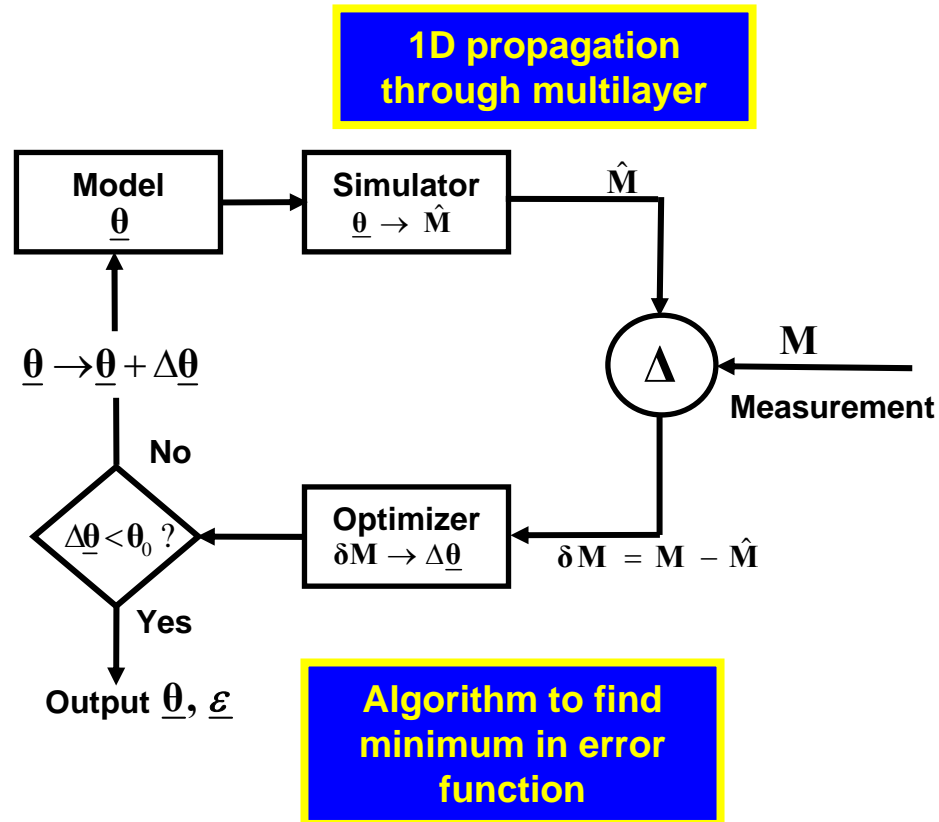 1D propagation
through multilayer
Model
θ
Simulator
θ → M̂
M̂
θ → θ + Δθ
Δ
M
Measurement
No
Δθ < θ₀ ?
Optimizer
δM → Δθ
δM = M − M̂
Yes
Output θ, ε
Algorithm to find
minimum in error
function